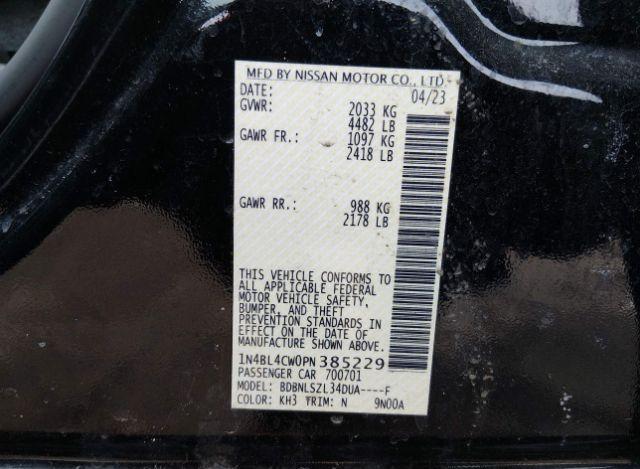 MFD BY NISSAN MOTOR CO., LTD.
DATE: 04/23
GVWR: 2033 KG
4482 LB
GAWR FR.: 1097 KG
2418 LB
GAWR RR.: 988 KG
2178 LB
THIS VEHICLE CONFORMS TO
ALL APPLICABLE FEDERAL
MOTOR VEHICLE SAFETY,
BUMPER, AND THEFT
PREVENTION STANDARDS IN
EFFECT ON THE DATE OF
MANUFACTURE SHOWN ABOVE.
1N4BL4CW0PN385229
PASSENGER CAR 700701
MODEL: BDBNLSZL34DUA----F
COLOR: KH3 TRIM: N 9N00A